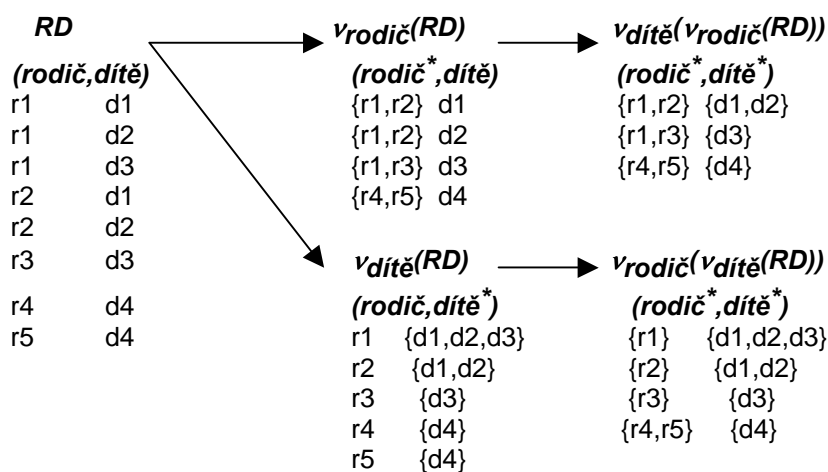 RD
(rodič,dítě)
r1 d1
r1 d2
r1 d3
r2 d1
r2 d2
r3 d3
r4 d4
r5 d4
νrodič(RD)
(rodič*,dítě)
{r1,r2} d1
{r1,r2} d2
{r1,r3} d3
{r4,r5} d4
νdítě(νrodič(RD))
(rodič*,dítě*)
{r1,r2} {d1,d2}
{r1,r3} {d3}
{r4,r5} {d4}
νdítě(RD)
(rodič,dítě*)
r1 {d1,d2,d3}
r2 {d1,d2}
r3 {d3}
r4 {d4}
r5 {d4}
νrodič(νdítě(RD))
(rodič*,dítě*)
{r1} {d1,d2,d3}
{r2} {d1,d2}
{r3} {d3}
{r4,r5} {d4}